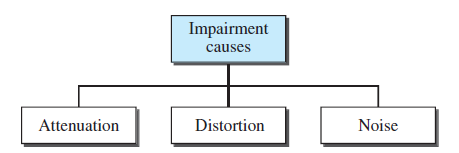 Impairment
causes
Attenuation
Distortion
Noise